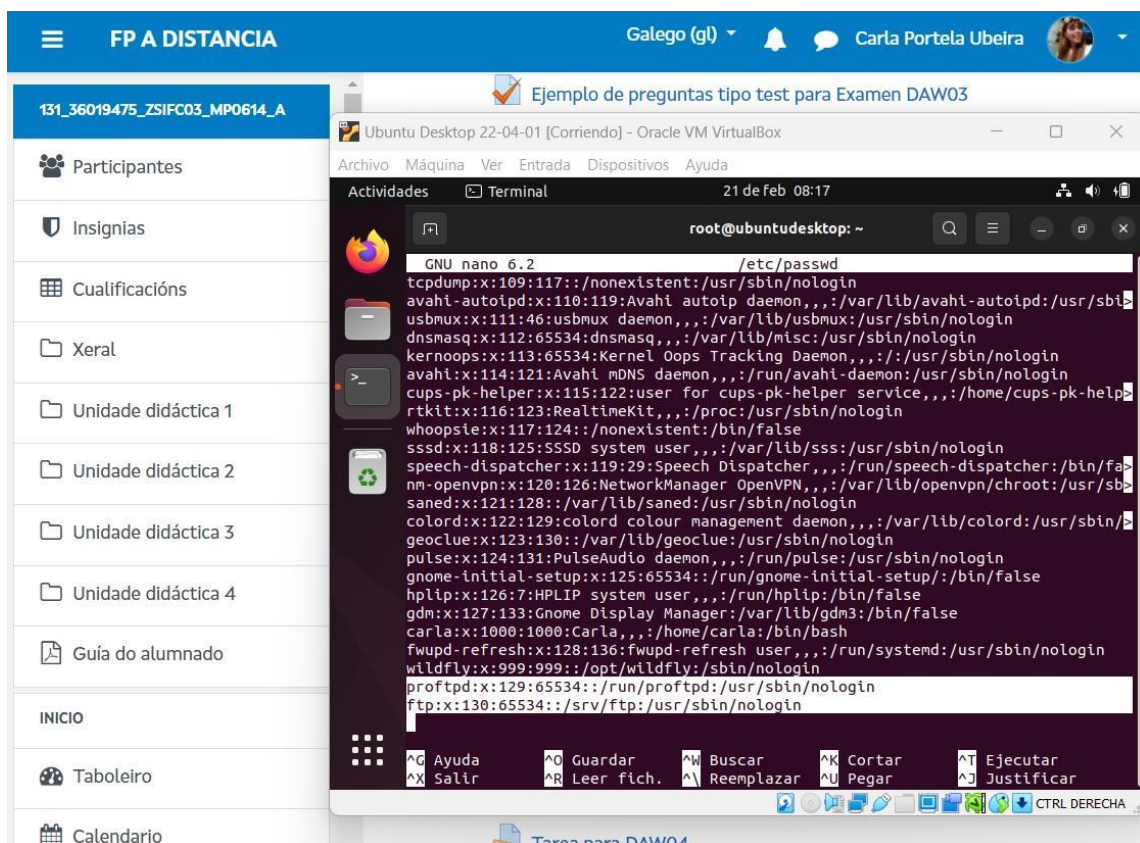 FP A DISTANCIA
Galego (gl)
Carla Portela Ubeira
131_36019475_ZSIFC03_MP0614_A
Participantes
Insignias
Cualificacións
Xeral
Unidade didáctica 1
Unidade didáctica 2
Unidade didáctica 3
Unidade didáctica 4
Guía do alumnado
INICIO
Taboleiro
Calendario
Ejemplo de preguntas tipo test para Examen DAW03
Ubuntu Desktop 22-04-01 [Corriendo] - Oracle VM VirtualBox
Archivo Máquina Ver Entrada Dispositivos Ayuda
Actividades Terminal 21 de feb 08:17
root@ubuntudesktop: ~
GNU nano 6.2 /etc/passwd
tcpdump:x:109:117::/nonexistent:/usr/sbin/nologin
avahi-autoipd:x:110:119:Avahi autoip daemon,,,:/var/lib/avahi-autoipd:/usr/sbi>
usbmux:x:111:46:usbmux daemon,,,:/var/lib/usbmux:/usr/sbin/nologin
dnsmasq:x:112:65534:dnsmasq,,,:/var/lib/misc:/usr/sbin/nologin
kernoops:x:113:65534:Kernel Oops Tracking Daemon,,,:/:/usr/sbin/nologin
avahi:x:114:121:Avahi mDNS daemon,,,:/run/avahi-daemon:/usr/sbin/nologin
cups-pk-helper:x:115:122:user for cups-pk-helper service,,,:/home/cups-pk-help>
rtkit:x:116:123:RealtimeKit,,,:/proc:/usr/sbin/nologin
whoopsie:x:117:124::/nonexistent:/bin/false
sssd:x:118:125:SSSD system user,,,:/var/lib/sss:/usr/sbin/nologin
speech-dispatcher:x:119:29:Speech Dispatcher,,,:/run/speech-dispatcher:/bin/fa>
nm-openvpn:x:120:126:NetworkManager OpenVPN,,,:/var/lib/openvpn/chroot:/usr/sb>
saned:x:121:128::/var/lib/saned:/usr/sbin/nologin
colord:x:122:129:colord colour management daemon,,,:/var/lib/colord:/usr/sbin/>
geoclue:x:123:130::/var/lib/geoclue:/usr/sbin/nologin
pulse:x:124:131:PulseAudio daemon,,,:/run/pulse:/usr/sbin/nologin
gnome-initial-setup:x:125:65534::/run/gnome-initial-setup/:/bin/false
hplip:x:126:7:HPLIP system user,,,:/run/hplip:/bin/false
gdm:x:127:133:Gnome Display Manager:/var/lib/gdm3:/bin/false
carla:x:1000:1000:Carla,,,:/home/carla:/bin/bash
fwupd-refresh:x:128:136:fwupd-refresh user,,,:/run/systemd:/usr/sbin/nologin
wildfly:x:999:999::/opt/wildfly:/sbin/nologin
proftpd:x:129:65534::/run/proftpd:/usr/sbin/nologin
ftp:x:130:65534::/srv/ftp:/usr/sbin/nologin
^G Ayuda ^O Guardar ^W Buscar ^K Cortar ^T Ejecutar
^X Salir ^R Leer fich. ^\ Reemplazar ^U Pegar ^J Justificar
CTRL DERECHA
Tarea para DAW04